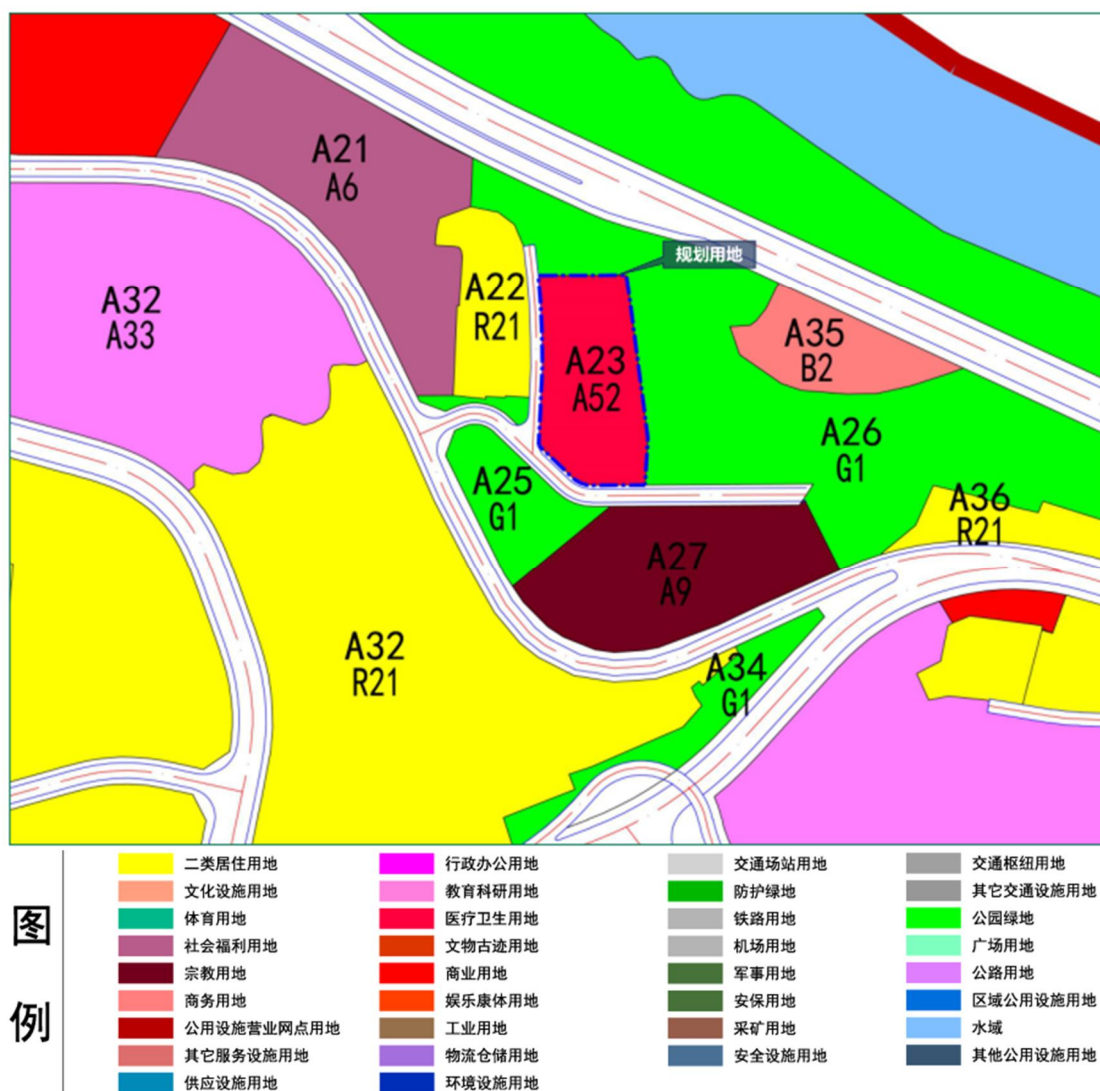 A21
A6
规划用地
A22
R21
A32
A33
A35
B2
A23
A52
A26
G1
A25
G1
A36
R21
A27
A9
A32
R21
A34
G1
图例
二类居住用地 行政办公用地 交通场站用地 交通枢纽用地
文化设施用地 教育科研用地 防护绿地 其它交通设施用地
体育用地 医疗卫生用地 铁路用地 公园绿地
社会福利用地 文物古迹用地 机场用地 广场用地
宗教用地 商业用地 军事用地 公路用地
商务用地 娱乐康体用地 安保用地 区域公用设施用地
公用设施营业网点用地 工业用地 采矿用地 水域
其它服务设施用地 物流仓储用地 安全设施用地 其他公用设施用地
供应设施用地 环境设施用地